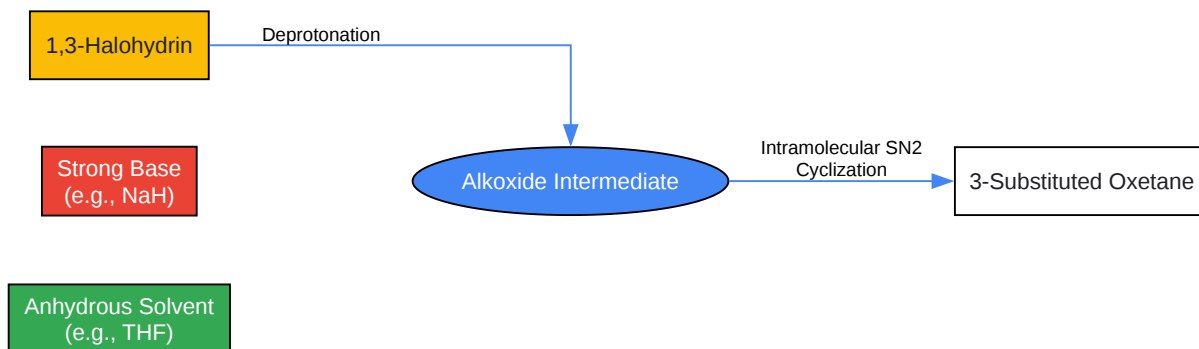 1,3-Halohydrin
Deprotonation
Strong Base
(e.g., NaH)
Alkoxide Intermediate
Intramolecular SN2
Cyclization
3-Substituted Oxetane
Anhydrous Solvent
(e.g., THF)